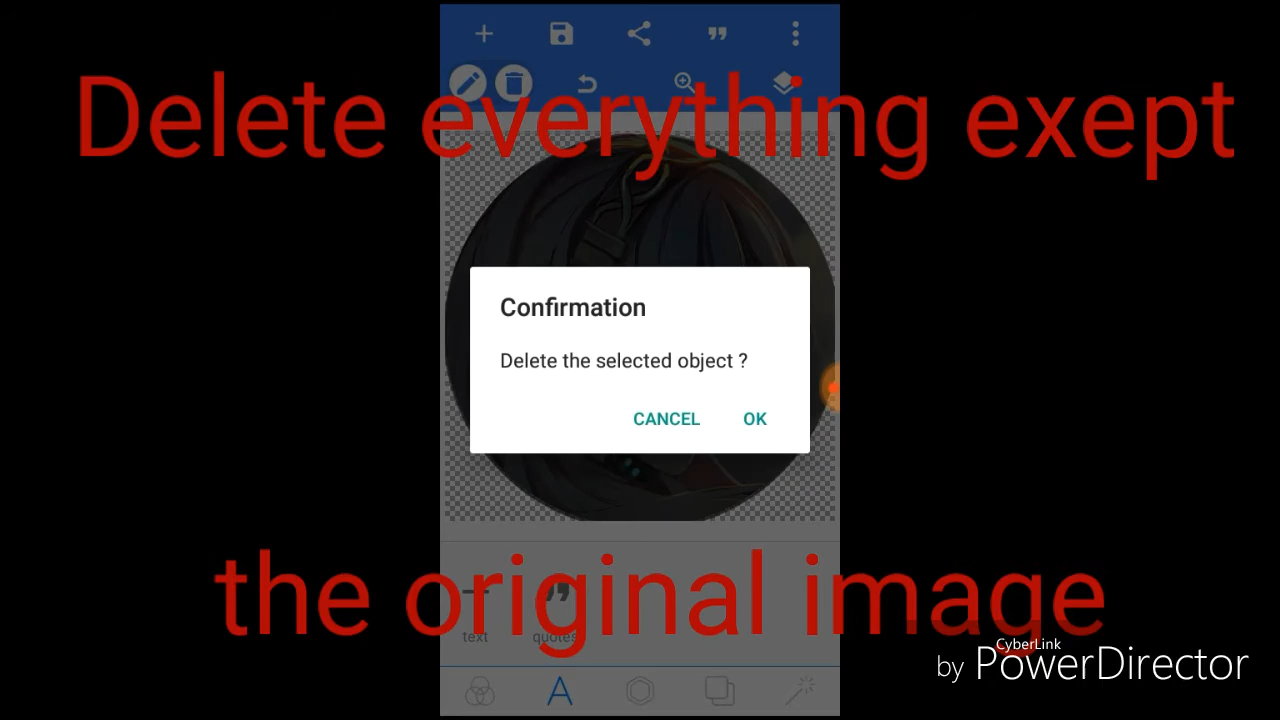 Delete everything exept
Confirmation
Delete the selected object ?
CANCEL OK
the original image
text quotes
CyberLink
by PowerDirector